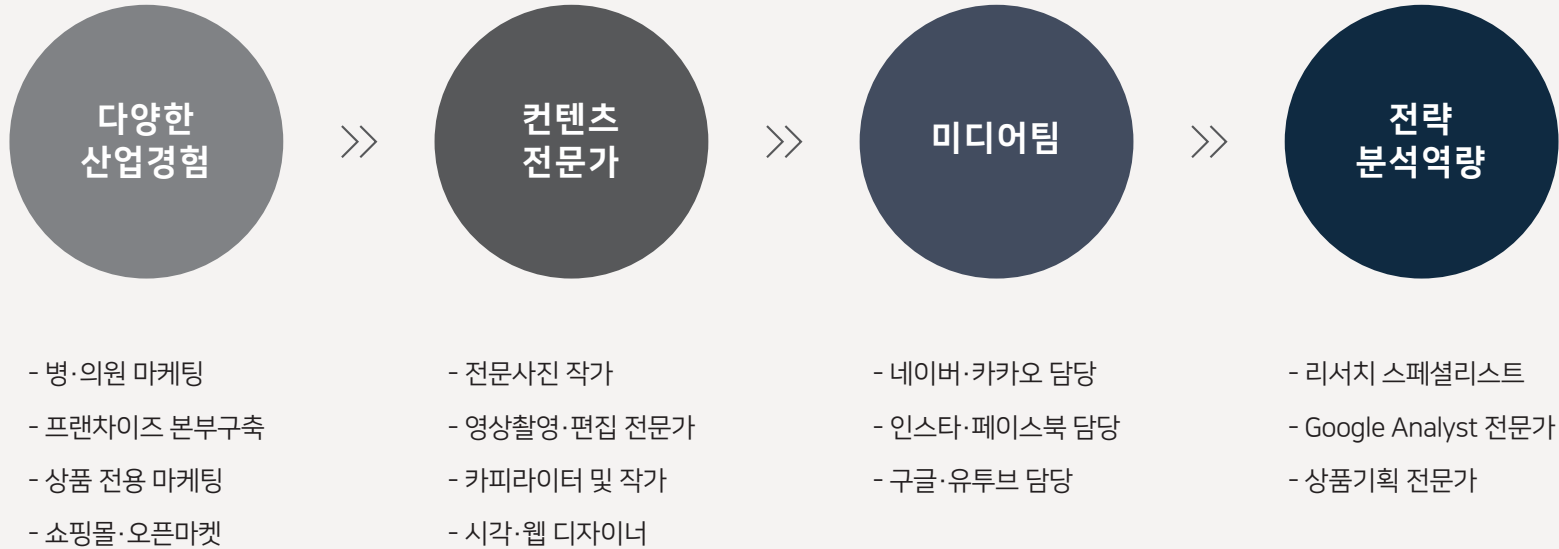 다양한
산업경험
컨텐츠
전문가
미디어팀
전략
분석역량
- 병·의원 마케팅
- 프랜차이즈 본부구축
- 상품 전용 마케팅
- 쇼핑몰·오픈마켓
- 전문사진 작가
- 영상촬영·편집 전문가
- 카피라이터 및 작가
- 시각·웹 디자이너
- 네이버·카카오 담당
- 인스타·페이스북 담당
- 구글·유투브 담당
- 리서치 스페셜리스트
- Google Analyst 전문가
- 상품기획 전문가